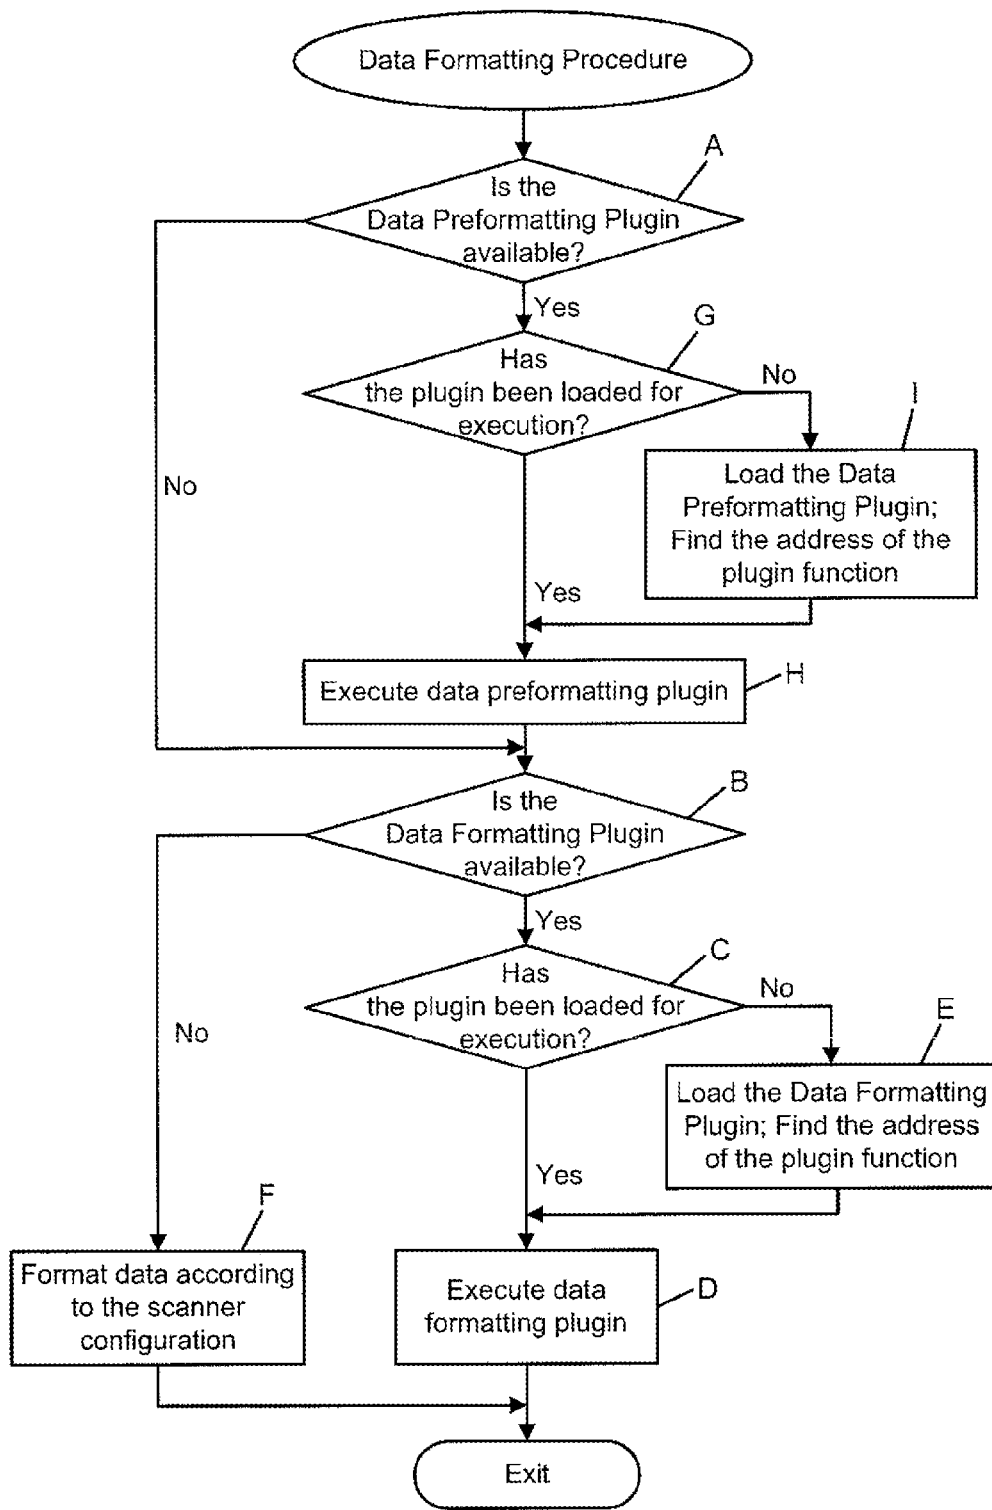 Data Formatting Procedure
A
Is the
Data Preformatting Plugin
available?
Yes
G
Has
the plugin been loaded for
execution?
No
I
Load the Data
Preformatting Plugin;
Find the address of the
plugin function
No
Yes
Execute data preformatting plugin
H
B
Is the
Data Formatting Plugin
available?
Yes
C
Has
the plugin been loaded for
execution?
No
E
Load the Data Formatting
Plugin; Find the address
of the plugin function
No
Yes
F
Format data according
to the scanner
configuration
Execute data
formatting plugin
D
Exit